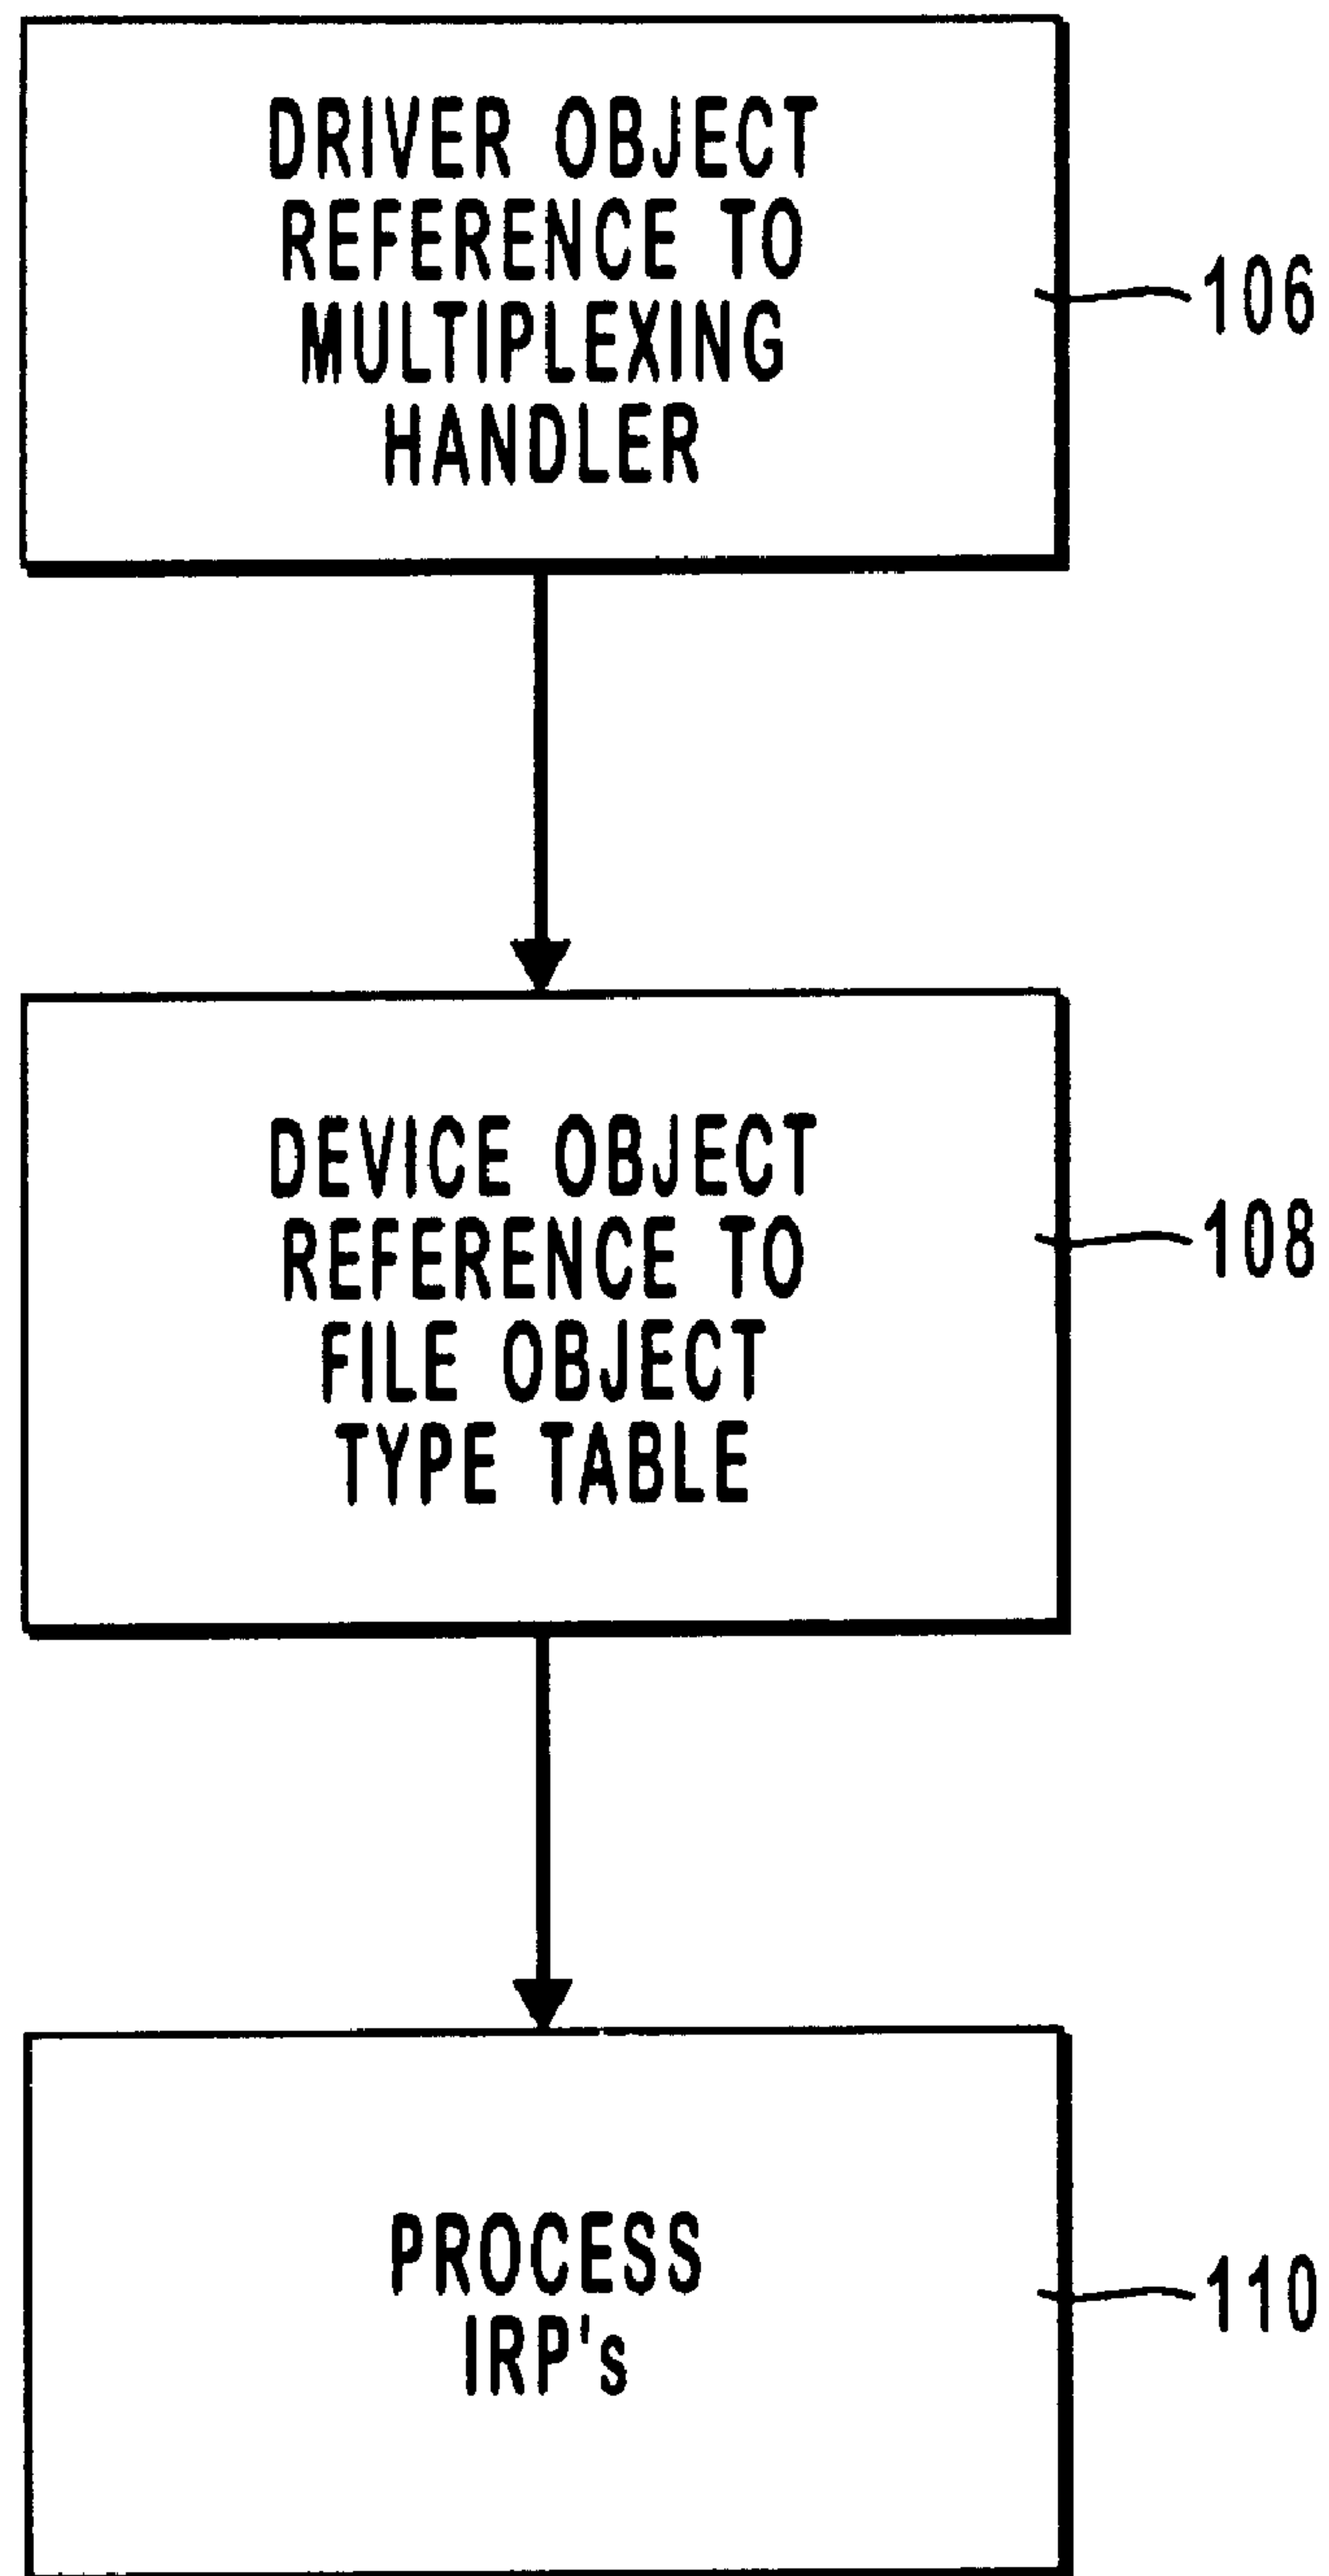 DRIVER OBJECT
REFERENCE TO
MULTIPLEXING
HANDLER
106
DEVICE OBJECT
REFERENCE TO
FILE OBJECT
TYPE TABLE
108
PROCESS
IRP's
110